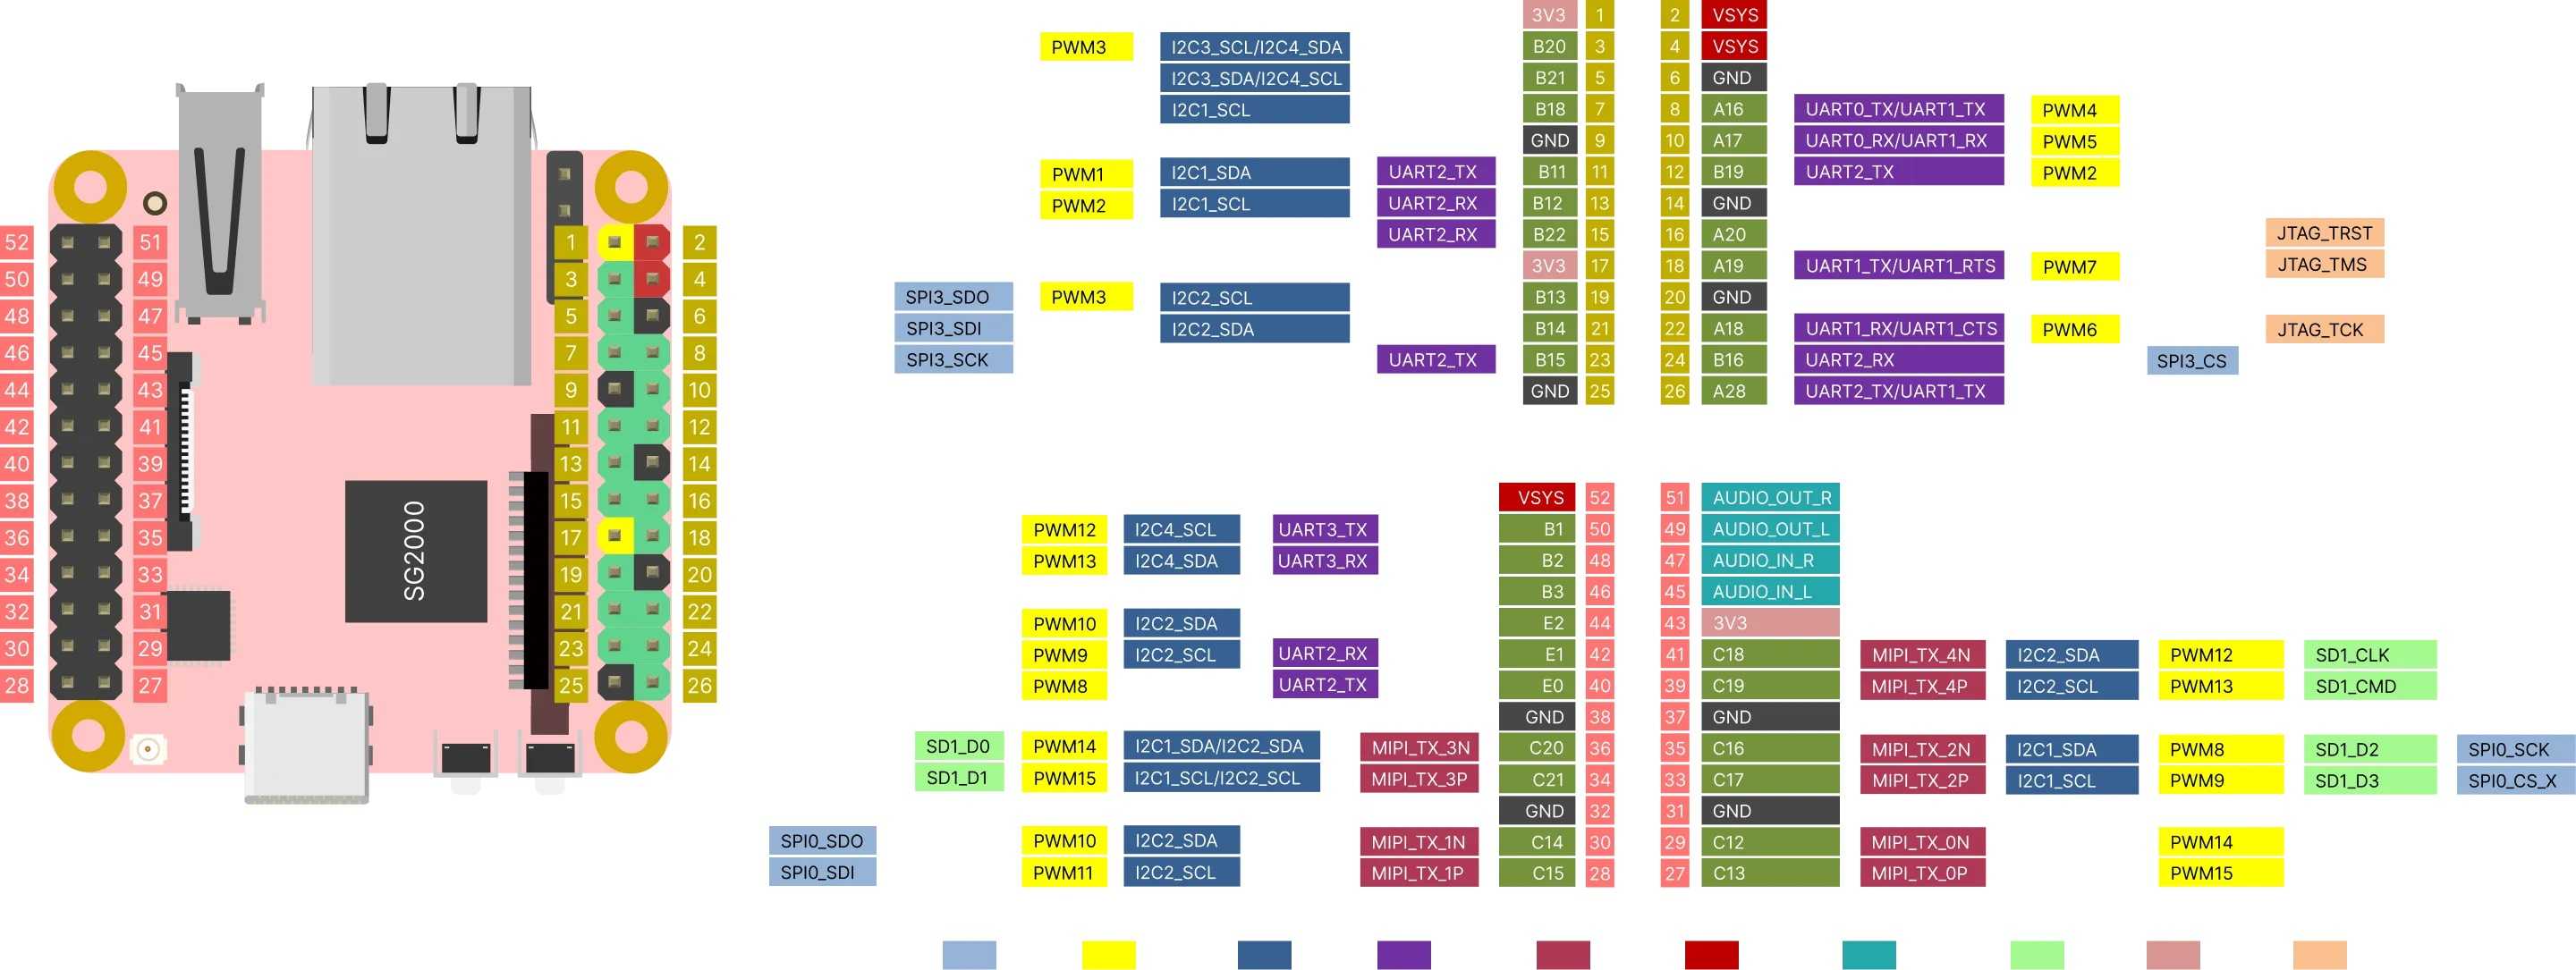 3V3 1 2 VSYS
PWM3 I2C3_SCL/I2C4_SDA B20 3 4 VSYS
I2C3_SDA/I2C4_SCL B21 5 6 GND
I2C1_SCL B18 7 8 A16 UART0_TX/UART1_TX PWM4
GND 9 10 A17 UART0_RX/UART1_RX PWM5
PWM1 I2C1_SDA UART2_TX B11 11 12 B19 UART2_TX PWM2
PWM2 I2C1_SCL UART2_RX B12 13 14 GND
UART2_RX B22 15 16 A20 JTAG_TRST
3V3 17 18 A19 UART1_TX/UART1_RTS PWM7 JTAG_TMS
SPI3_SDO PWM3 I2C2_SCL B13 19 20 GND
SPI3_SDI I2C2_SDA B14 21 22 A18 UART1_RX/UART1_CTS PWM6 JTAG_TCK
SPI3_SCK UART2_TX B15 23 24 B16 UART2_RX SPI3_CS
GND 25 26 A28 UART2_TX/UART1_TX
52 51 1 2
50 49 3 4
48 47 5 6
46 45 7 8
44 43 9 10
42 41 11 12
40 39 13 14
38 37 15 16
36 35 17 18
34 33 19 20
32 31 21 22
30 29 23 24
28 27 25 26
SG2000
VSYS 52 51 AUDIO_OUT_R
PWM12 I2C4_SCL UART3_TX B1 50 49 AUDIO_OUT_L
PWM13 I2C4_SDA UART3_RX B2 48 47 AUDIO_IN_R
B3 46 45 AUDIO_IN_L
PWM10 I2C2_SDA E2 44 43 3V3
PWM9 I2C2_SCL UART2_RX E1 42 41 C18 MIPI_TX_4N I2C2_SDA PWM12 SD1_CLK
PWM8 UART2_TX E0 40 39 C19 MIPI_TX_4P I2C2_SCL PWM13 SD1_CMD
GND 38 37 GND
SD1_D0 PWM14 I2C1_SDA/I2C2_SDA MIPI_TX_3N C20 36 35 C16 MIPI_TX_2N I2C1_SDA PWM8 SD1_D2 SPI0_SCK
SD1_D1 PWM15 I2C1_SCL/I2C2_SCL MIPI_TX_3P C21 34 33 C17 MIPI_TX_2P I2C1_SCL PWM9 SD1_D3 SPI0_CS_X
GND 32 31 GND
SPI0_SDO PWM10 I2C2_SDA MIPI_TX_1N C14 30 29 C12 MIPI_TX_0N PWM14
SPI0_SDI PWM11 I2C2_SCL MIPI_TX_1P C15 28 27 C13 MIPI_TX_0P PWM15